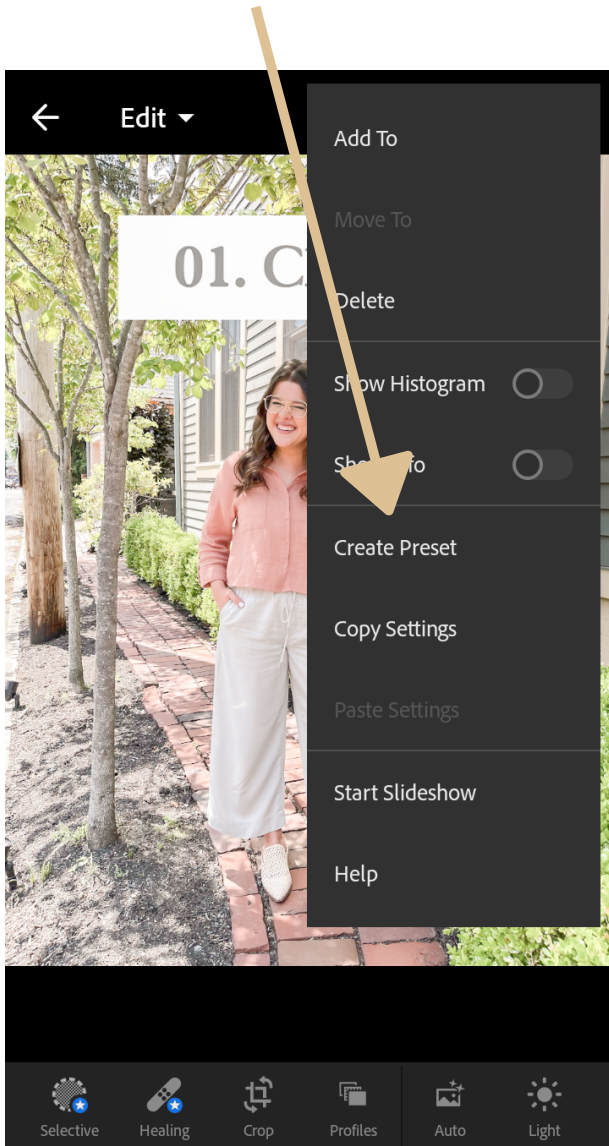 Edit
Add To
Move To
01.
Delete
Show Histogram
Create Preset
Copy Settings
Paste Settings
Start Slideshow
Help
Selective
Healing
Crop
Profiles
Auto
Light